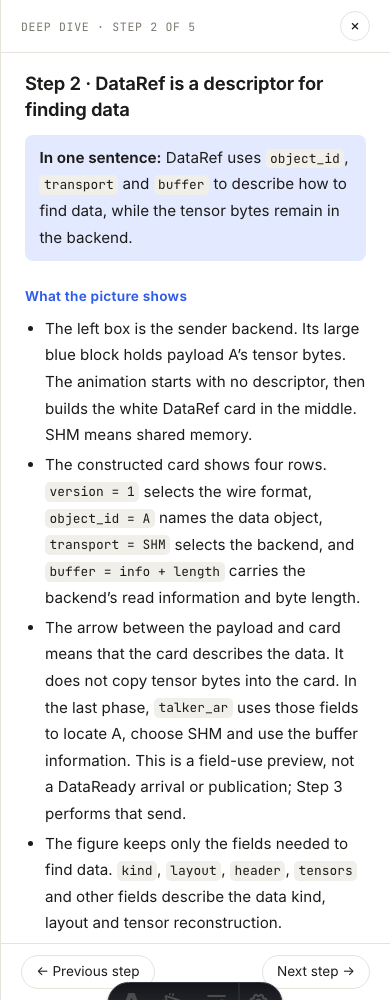 DEEP DIVE · STEP 2 OF 5
×
Step 2 · DataRef is a descriptor for
finding data
In one sentence: DataRef uses object_id,
transport and buffer to describe how to
find data, while the tensor bytes remain in
the backend.
What the picture shows
• The left box is the sender backend. Its large
blue block holds payload A’s tensor bytes.
The animation starts with no descriptor, then
builds the white DataRef card in the middle.
SHM means shared memory.
• The constructed card shows four rows.
version = 1 selects the wire format,
object_id = A names the data object,
transport = SHM selects the backend, and
buffer = info + length carries the
backend’s read information and byte length.
• The arrow between the payload and card
means that the card describes the data. It
does not copy tensor bytes into the card. In
the last phase, talker_ar uses those fields
to locate A, choose SHM and use the buffer
information. This is a field-use preview, not
a DataReady arrival or publication; Step 3
performs that send.
• The figure keeps only the fields needed to
find data. kind, layout, header, tensors
and other fields describe the data kind,
layout and tensor reconstruction.
← Previous step
Next step →